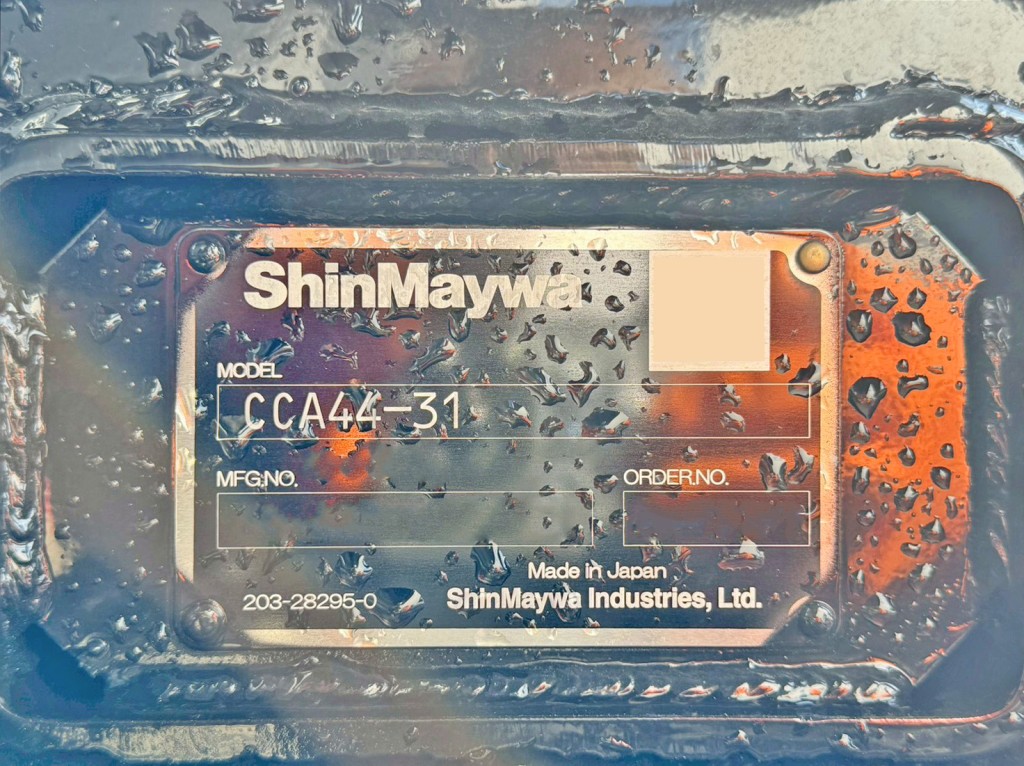 ShinMaywa
MODEL
CCA44-31
MFG.NO.
ORDER.NO.
Made in Japan
203-28295-0
ShinMaywa Industries, Ltd.